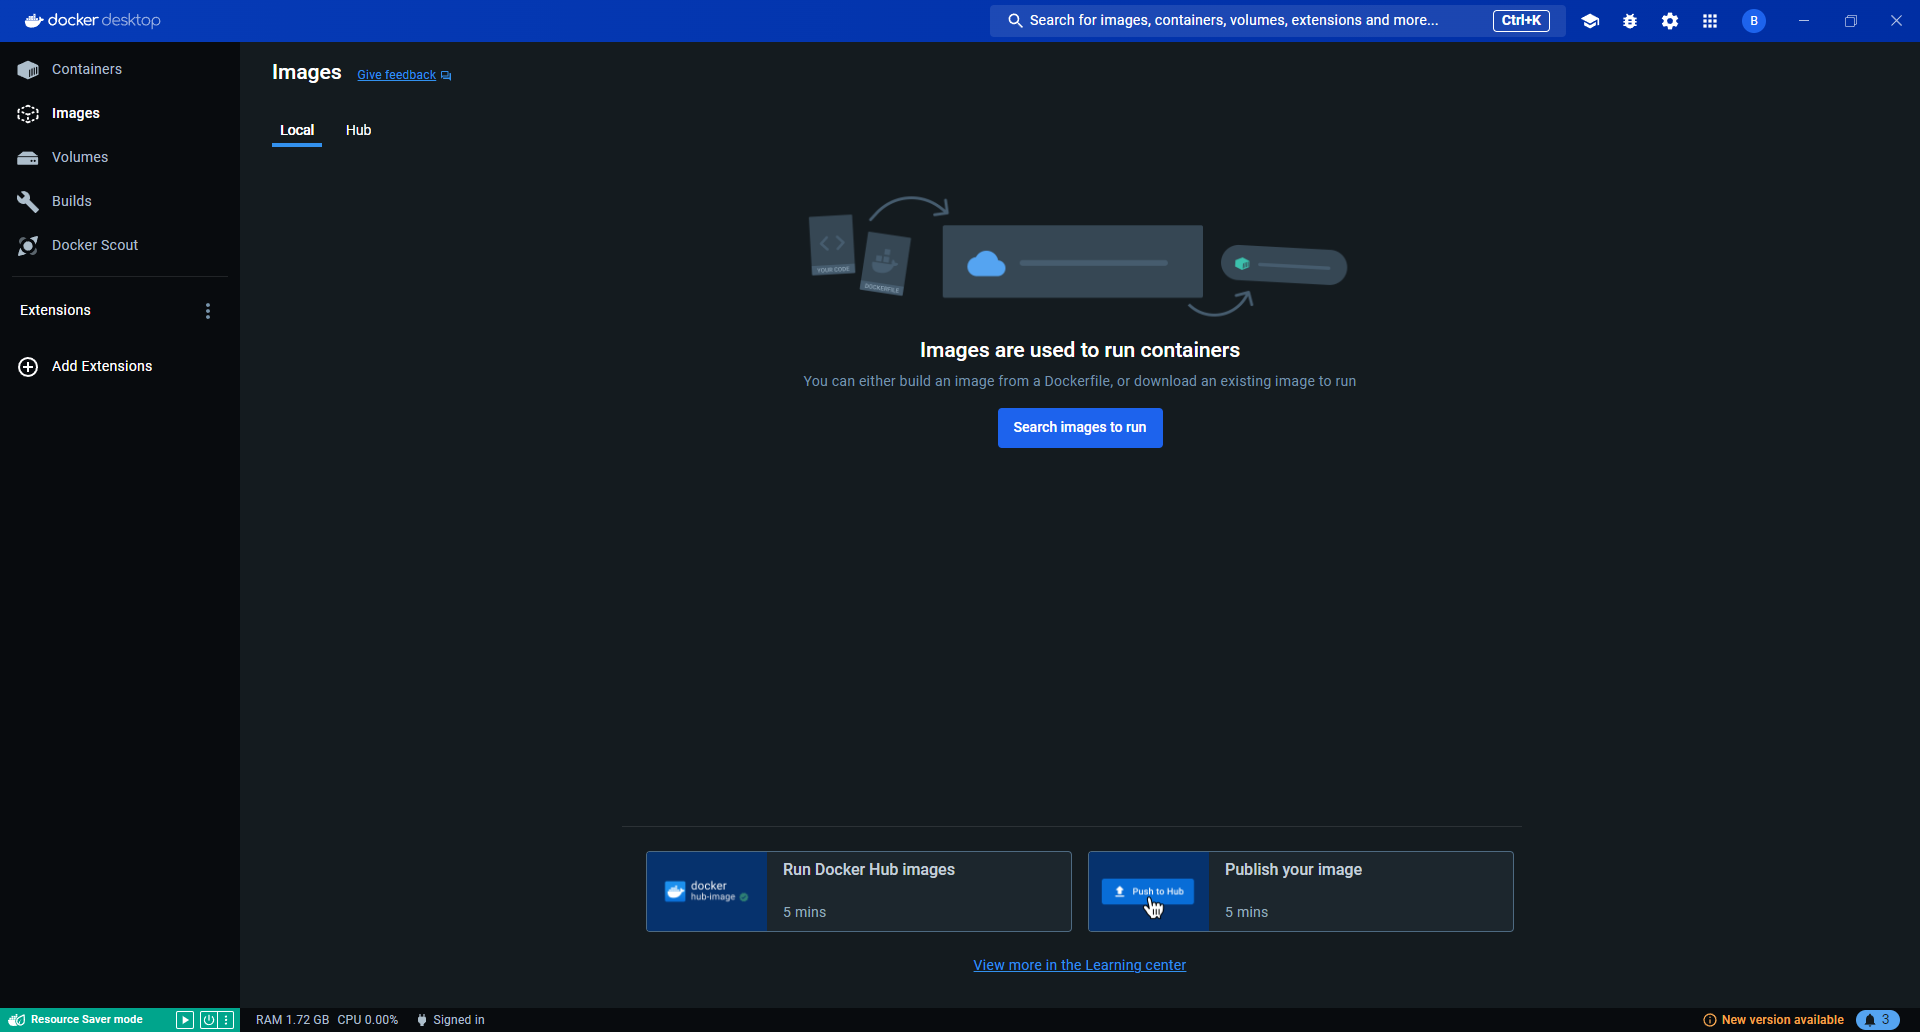 docker desktop
Search for images, containers, volumes, extensions and more...
Ctrl+K
B
Containers
Images
Volumes
Builds
Docker Scout
Extensions
Add Extensions
Images
Give feedback
Local
Hub
YOUR CODE
DOCKERFILE
Images are used to run containers
You can either build an image from a Dockerfile, or download an existing image to run
Search images to run
docker
hub-image
Run Docker Hub images
5 mins
Push to Hub
Publish your image
5 mins
View more in the Learning center
Resource Saver mode
RAM 1.72 GB CPU 0.00%
Signed in
New version available
3